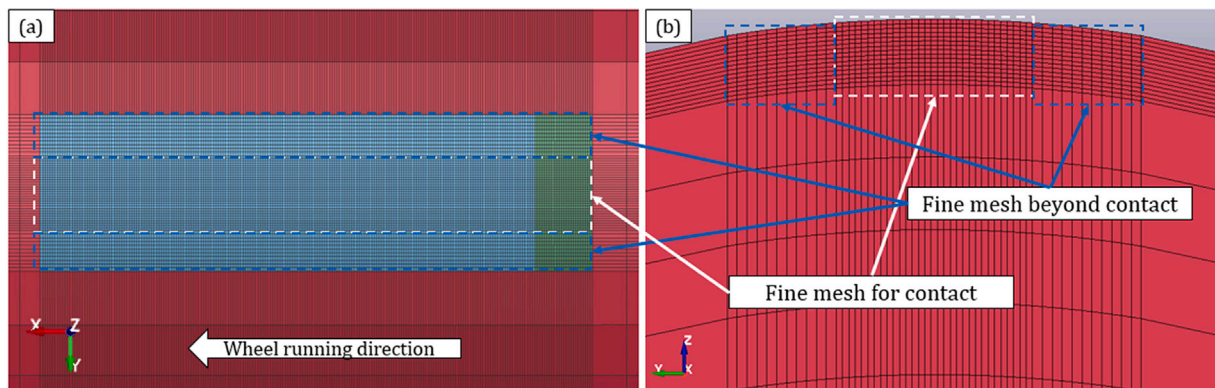 (a)
(b)
Fine mesh beyond contact
Fine mesh for contact
X
Z
Y
Wheel running direction
Z
Y
X